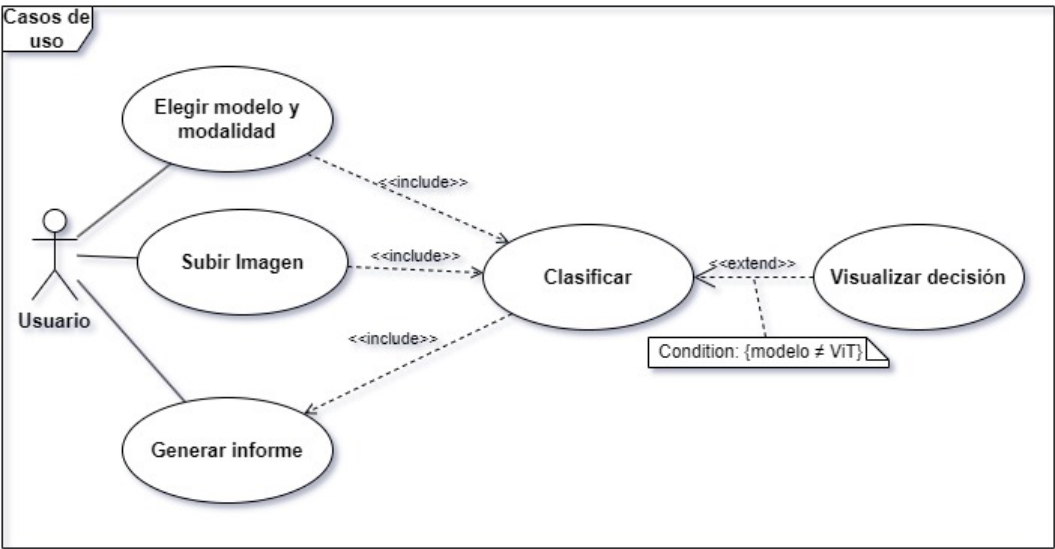 Casos de
uso
Elegir modelo y
modalidad
<<include>>
Subir Imagen
<<include>>
Clasificar
<<extend>>
Visualizar decisión
Usuario
<<include>>
Condition: {modelo ≠ ViT}
Generar informe